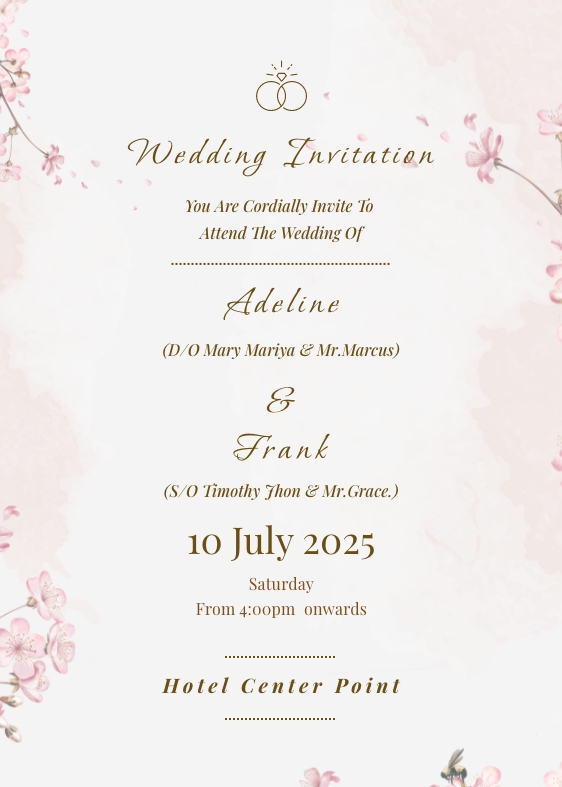 Wedding Invitation
You Are Cordially Invite To
Attend The Wedding Of
Adeline
(D/O Mary Mariya & Mr.Marcus)
&
Frank
(S/O Timothy Jhon & Mr.Grace.)
10 July 2025
Saturday
From 4:00pm onwards
Hotel Center Point